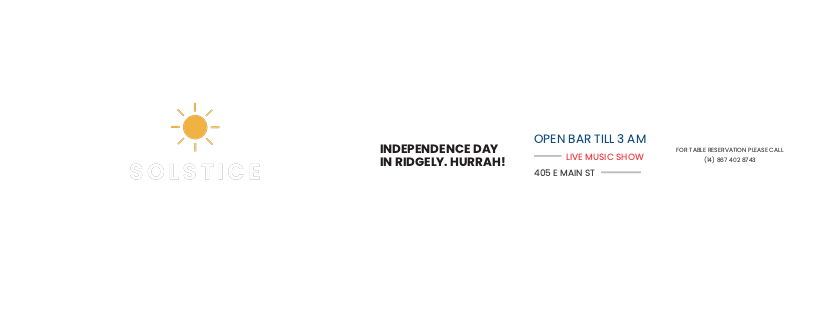 SOLSTICE
INDEPENDENCE DAY
IN RIDGELY. HURRAH!
OPEN BAR TILL 3 AM
LIVE MUSIC SHOW
405 E MAIN ST
FOR TABLE RESERVATION PLEASE CALL
(14) 867 402 8743